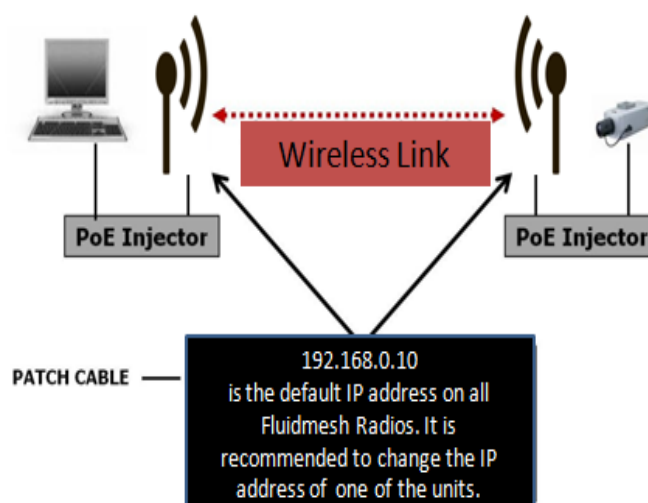 Wireless Link
PoE Injector
PoE Injector
PATCH CABLE
192.168.0.10
is the default IP address on all
Fluidmesh Radios. It is
recommended to change the IP
address of one of the units.